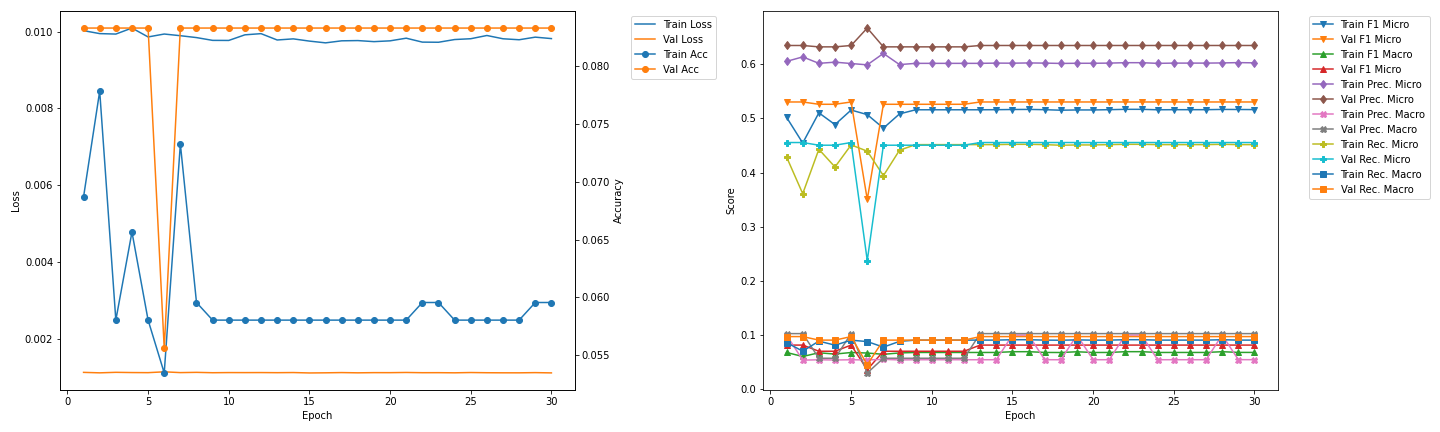 0.010
0.008
0.006
0.004
0.002
Loss
0 5 10 15 20 25 30
Epoch
0.080
0.075
0.070
0.065
0.060
0.055
Accuracy
Train Loss
Val Loss
Train Acc
Val Acc
0.6
0.5
0.4
0.3
0.2
0.1
0.0
Score
0 5 10 15 20 25 30
Epoch
Train F1 Micro
Val F1 Micro
Train F1 Macro
Val F1 Micro
Train Prec. Micro
Val Prec. Micro
Train Prec. Macro
Val Prec. Macro
Train Rec. Micro
Val Rec. Micro
Train Rec. Macro
Val Rec. Macro